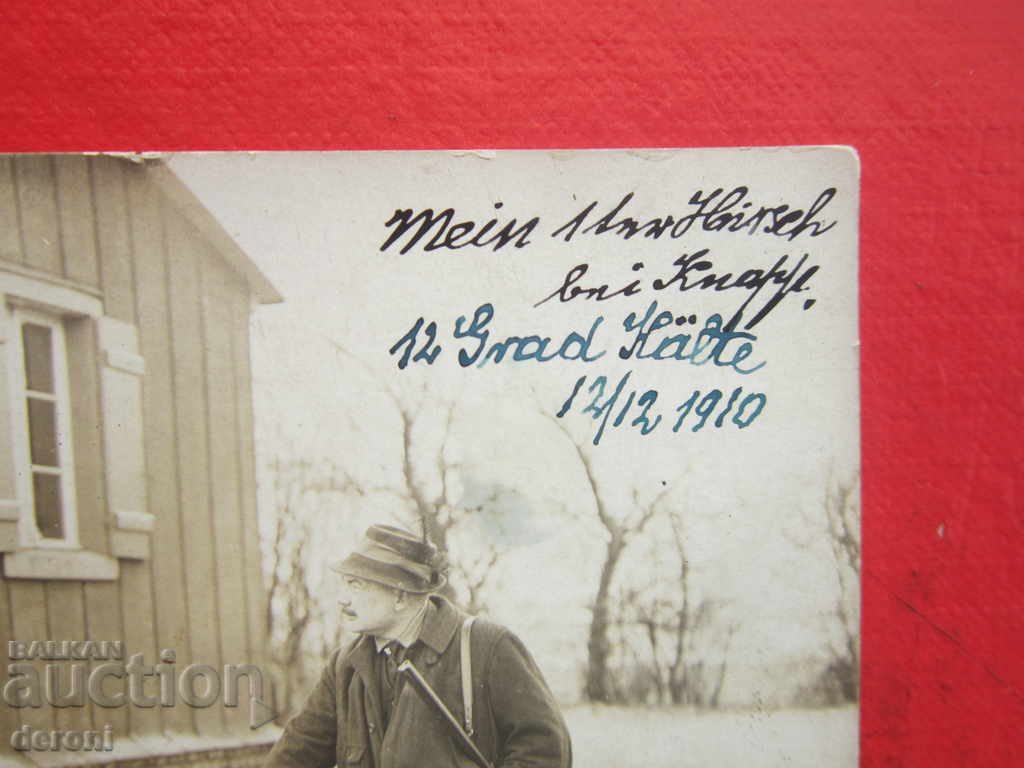 Mein 1ter Hirsch
bei Knapp.
12 Grad Kälte
12/12 1910
BALKAN
auction
deroni